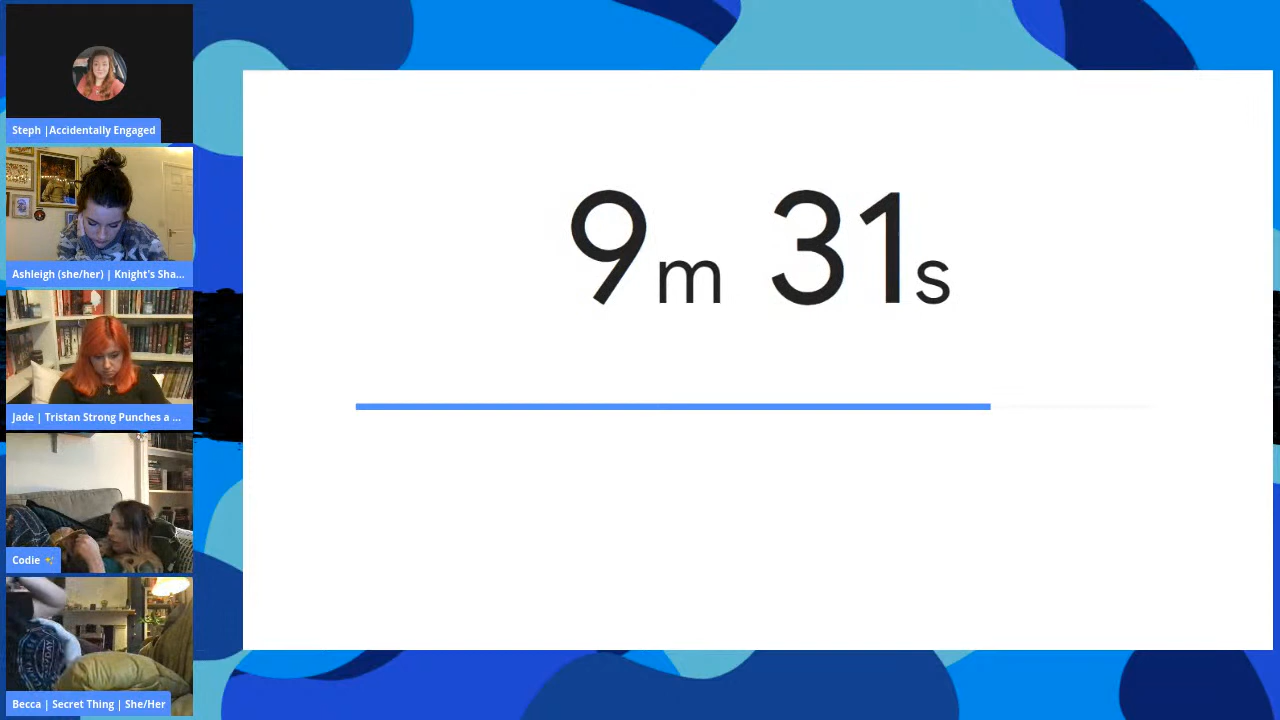 Steph |Accidentally Engaged
Ashleigh (she/her) | Knight's Sha...
Jade | Tristan Strong Punches a ...
Codie ✨
Becca | Secret Thing | She/Her
9m 31s